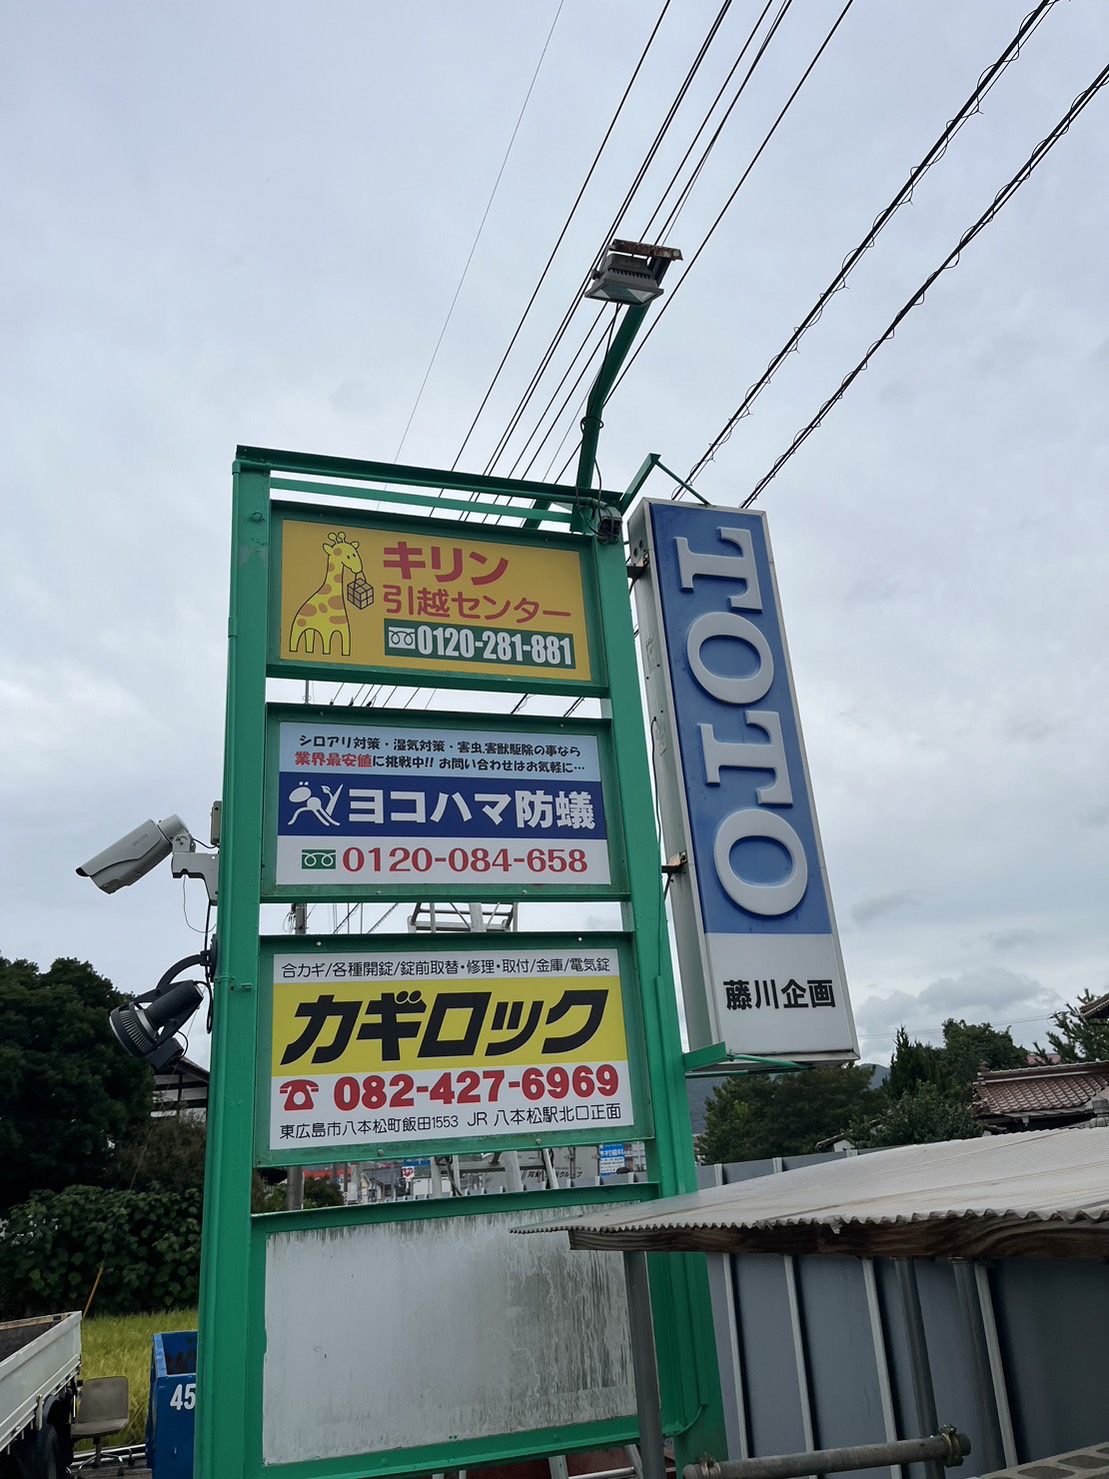 キリン
引越センター
0120-281-881
シロアリ対策・湿気対策・害虫害獣駆除の事なら
業界最安値に挑戦中!! お問い合わせはお気軽に…
ヨコハマ防蟻
0120-084-658
合カギ/各種開錠/錠前取替・修理・取付/金庫/電気錠
カギロック
082-427-6969
東広島市八本松町飯田1553 JR 八本松駅北口正面
TOTO
藤川企画
45